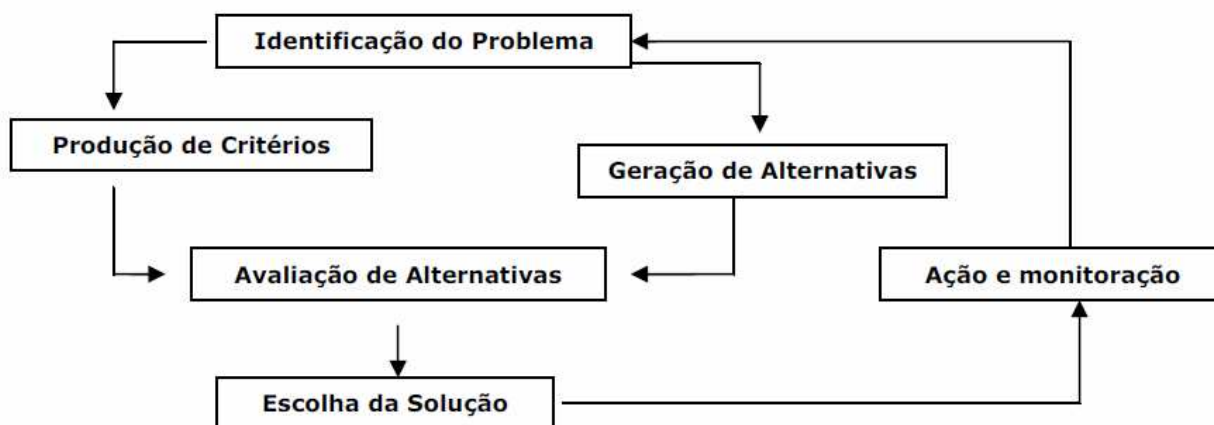 Identificação do Problema
Produção de Critérios
Geração de Alternativas
Avaliação de Alternativas
Ação e monitoração
Escolha da Solução